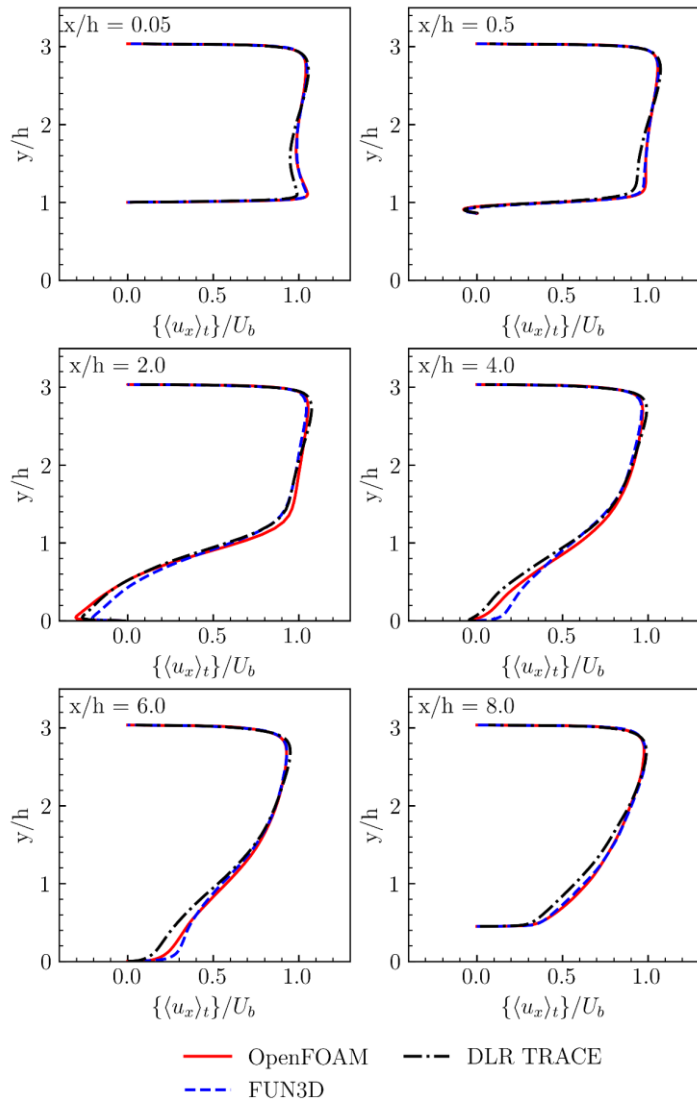 x/h = 0.05
x/h = 0.5
3
2
1
0
y/h
0.0 0.5 1.0
{⟨u_x⟩_t}/U_b
3
2
1
0
y/h
0.0 0.5 1.0
{⟨u_x⟩_t}/U_b
x/h = 2.0
x/h = 4.0
3
2
1
0
y/h
0.0 0.5 1.0
{⟨u_x⟩_t}/U_b
3
2
1
0
y/h
0.0 0.5 1.0
{⟨u_x⟩_t}/U_b
x/h = 6.0
x/h = 8.0
3
2
1
0
y/h
0.0 0.5 1.0
{⟨u_x⟩_t}/U_b
3
2
1
0
y/h
0.0 0.5 1.0
{⟨u_x⟩_t}/U_b
OpenFOAM
DLR TRACE
FUN3D